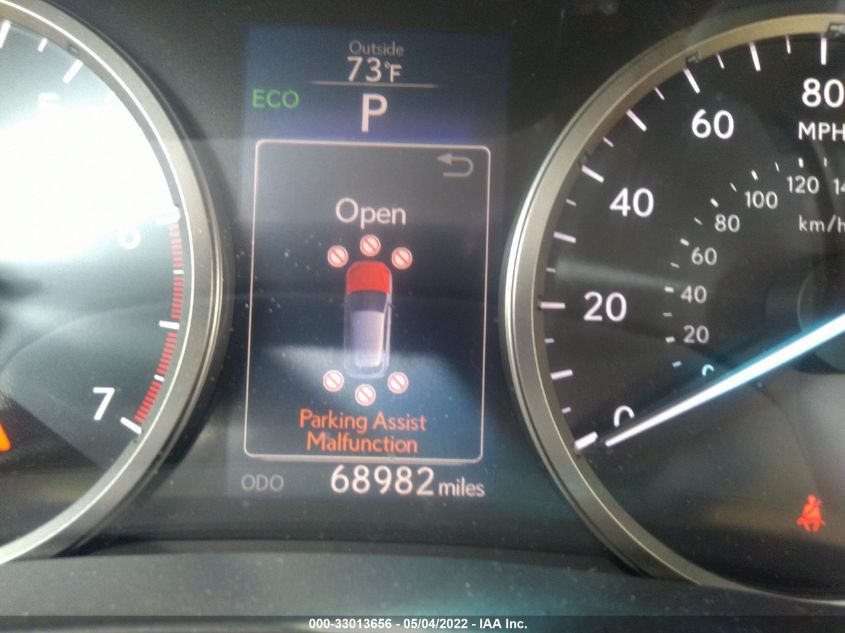 Outside
73°F
ECO
P
Open
Parking Assist
Malfunction
ODO 68982 miles
6
7
0
20
40
60
80
MPH
20
40
60
80
100
120
km/h
000-33013656 - 05/04/2022 - IAA Inc.